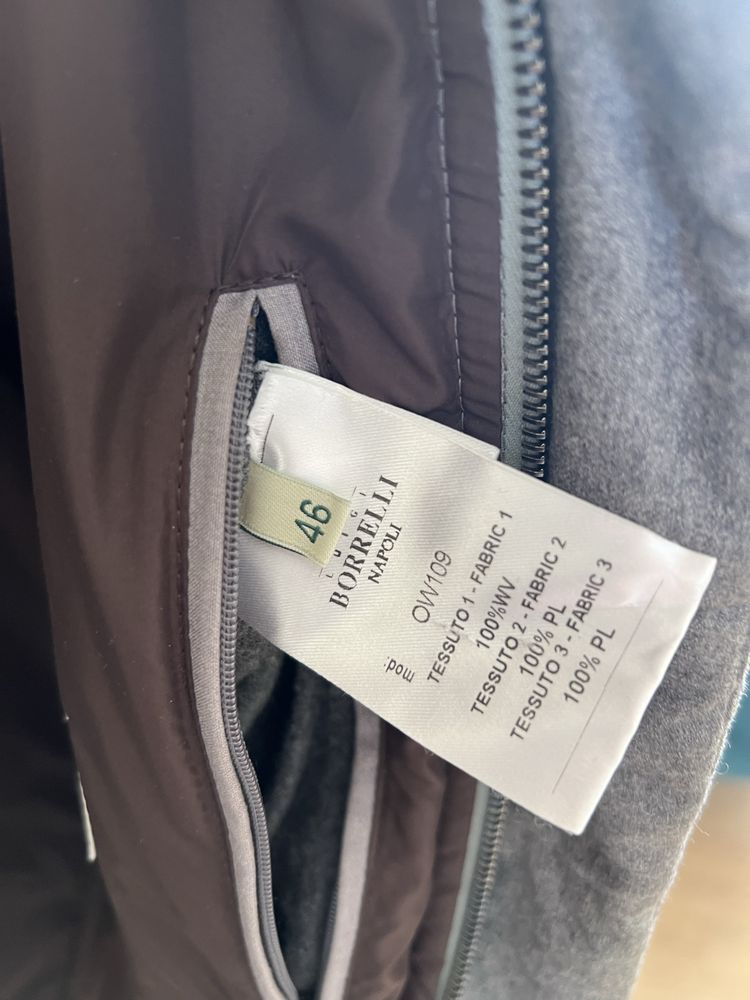 46
LUIGI
BORRELLI
NAPOLI
mod: OW109
TESSUTO 1 - FABRIC 1
100%WV
TESSUTO 2 - FABRIC 2
100% PL
TESSUTO 3 - FABRIC 3
100% PL